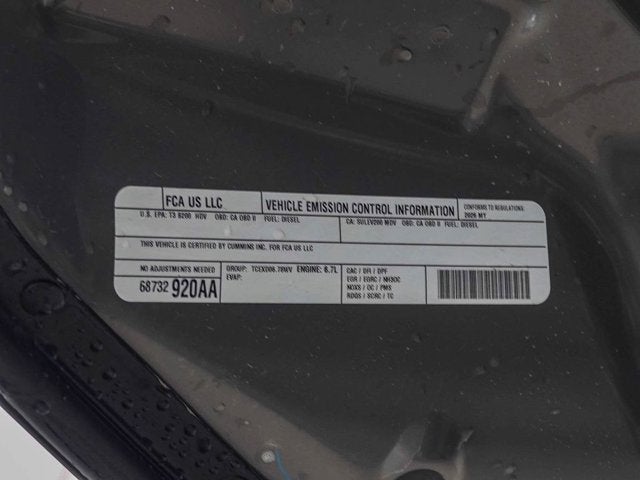 FCA US LLC VEHICLE EMISSION CONTROL INFORMATION CONFORMS TO REGULATIONS:
U.S. EPA: T3 B200 HDV OBD: CA OBD II FUEL: DIESEL CA: SULEV200 MDV OBD: CA OBD II FUEL: DIESEL
THIS VEHICLE IS CERTIFIED BY CUMMINS INC. FOR FCA US LLC
NO ADJUSTMENTS NEEDED GROUP: ENGINE: 6.7L CAC / DFI / DPF
68732 920AA EVAP: EGR / EGRC / NH3OC
NOXS / OC / PMS
RDQS / SCRC / TC